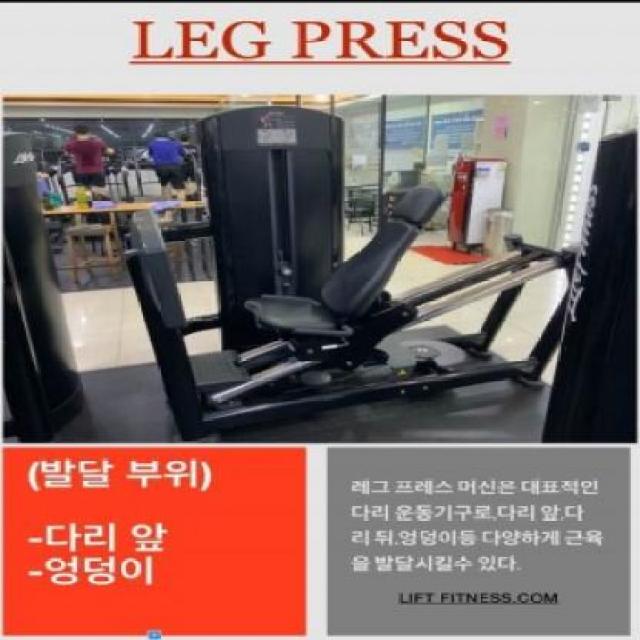 LEG PRESS
(발달 부위)
-다리 앞
-엉덩이
레그 프레스 머신은 대표적인
다리 운동기구로,다리 앞,다
리 뒤,엉덩이등 다양하게 근육
을 발달시킬수 있다.
LIFT FITNESS.COM